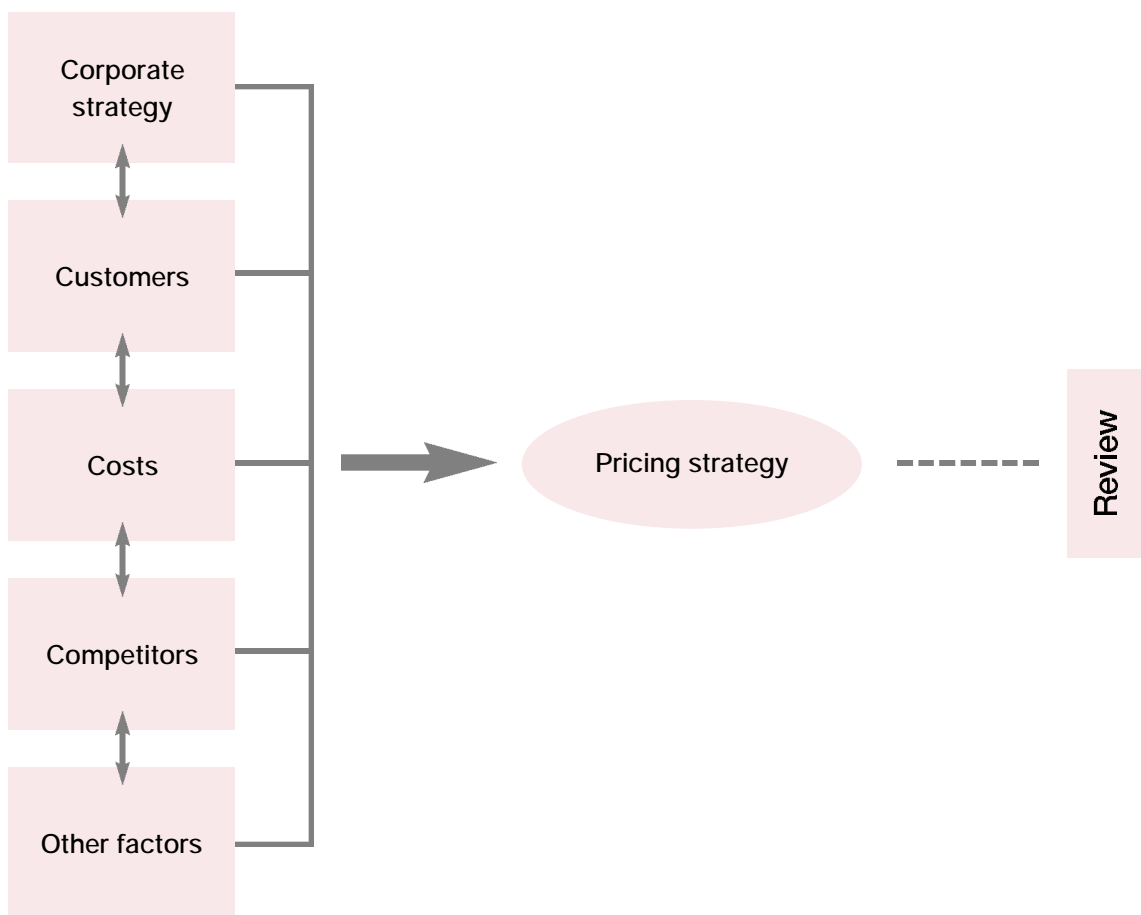 Corporate
strategy
Customers
Costs
Competitors
Other factors
Pricing strategy
Review